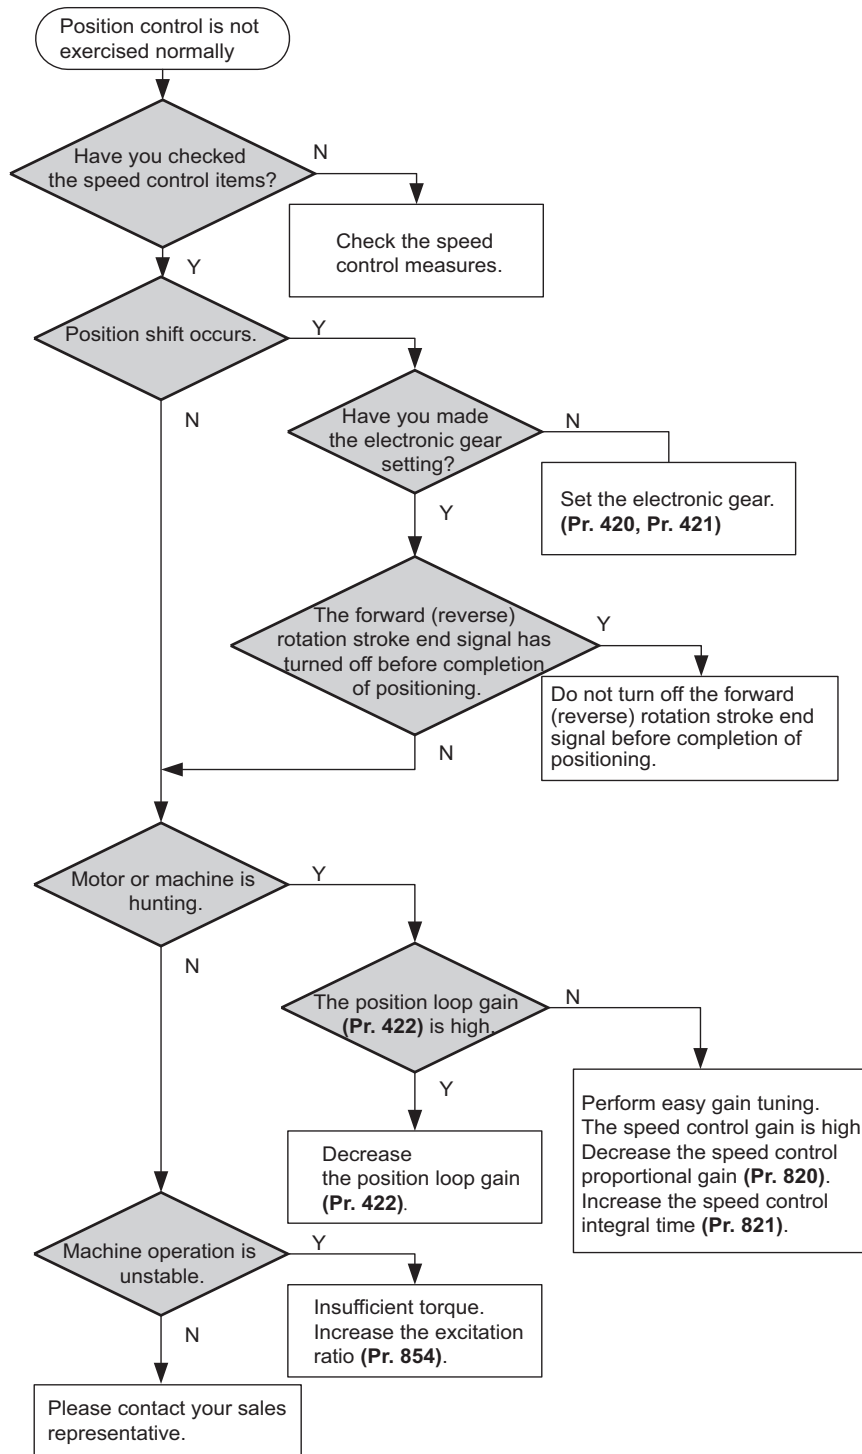 Position control is not
exercised normally
Have you checked
the speed control items?
N
Check the speed
control measures.
Y
Position shift occurs.
Y
N
Have you made
the electronic gear
setting?
N
Set the electronic gear.
(Pr. 420, Pr. 421)
Y
The forward (reverse)
rotation stroke end signal has
turned off before completion
of positioning.
Y
Do not turn off the forward
(reverse) rotation stroke end
signal before completion of
positioning.
N
Motor or machine is
hunting.
Y
N
The position loop gain
(Pr. 422) is high.
N
Y
Perform easy gain tuning.
The speed control gain is high
Decrease the speed control
proportional gain (Pr. 820).
Increase the speed control
integral time (Pr. 821).
Decrease
the position loop gain
(Pr. 422).
Machine operation is
unstable.
Y
Insufficient torque.
Increase the excitation
ratio (Pr. 854).
N
Please contact your sales
representative.